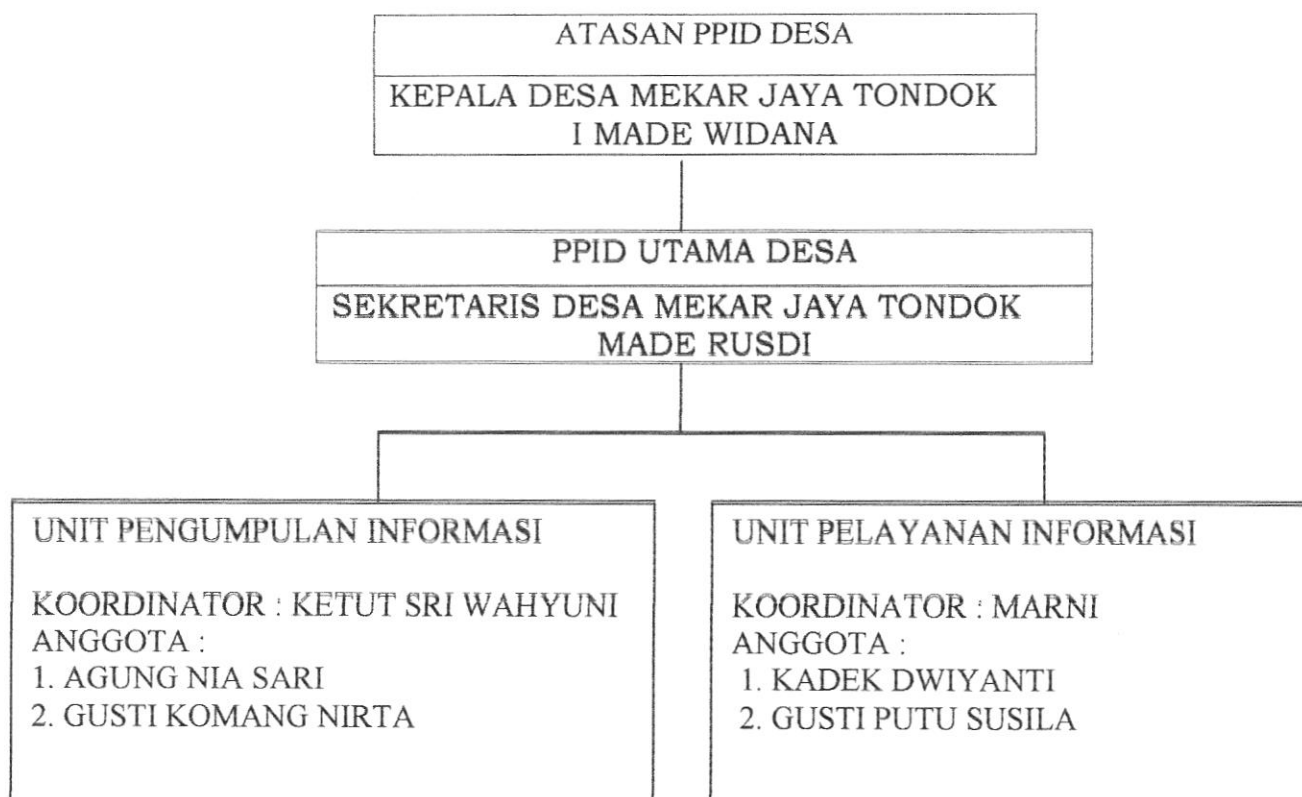 ATASAN PPID DESA
KEPALA DESA MEKAR JAYA TONDOK
I MADE WIDANA
PPID UTAMA DESA
SEKRETARIS DESA MEKAR JAYA TONDOK
MADE RUSDI
UNIT PENGUMPULAN INFORMASI
KOORDINATOR : KETUT SRI WAHYUNI
ANGGOTA :
1. AGUNG NIA SARI
2. GUSTI KOMANG NIRTA
UNIT PELAYANAN INFORMASI
KOORDINATOR : MARNI
ANGGOTA :
1. KADEK DWIYANTI
2. GUSTI PUTU SUSILA